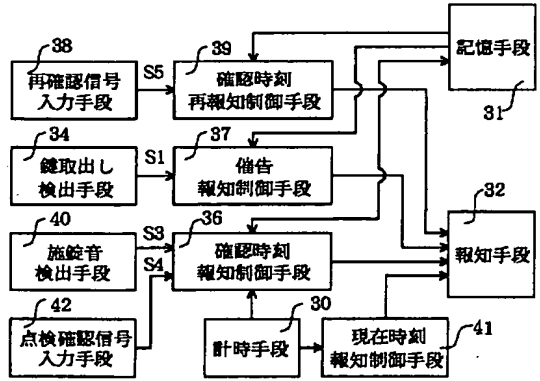 38
再確認信号
入力手段
S5
39
確認時刻
再報知制御手段
記憶手段
31
34
鍵取出し
検出手段
S1
37
催告
報知制御手段
40
施錠音
検出手段
S3
36
確認時刻
報知制御手段
32
報知手段
42
点検確認信号
入力手段
S4
30
計時手段
現在時刻
報知制御手段
41